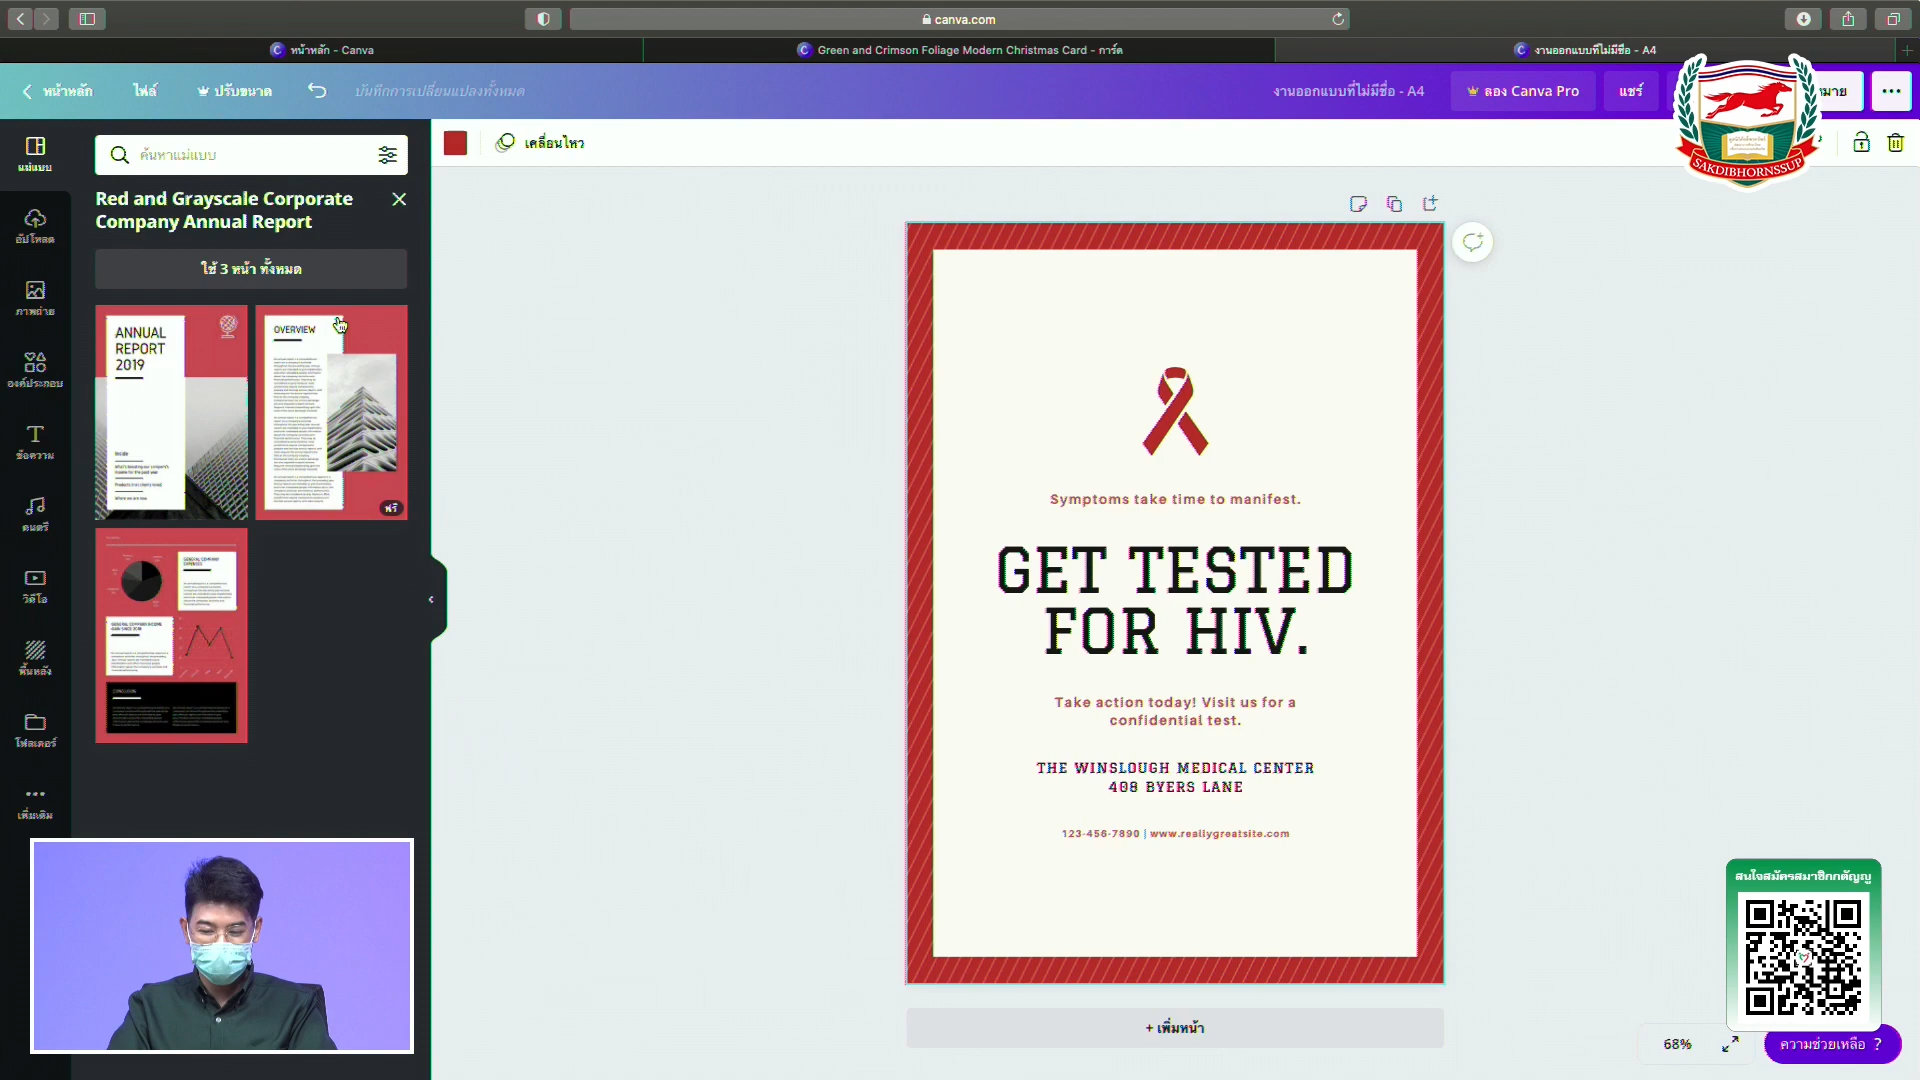 canva.com
หน้าหลัก - Canva
Green and Crimson Foliage Modern Christmas Card - การ์ด
งานออกแบบที่ไม่มีชื่อ - A4
หน้าหลัก
ไฟล์
ปรับขนาด
บันทึกการเปลี่ยนแปลงทั้งหมด
งานออกแบบที่ไม่มีชื่อ - A4
ลอง Canva Pro
แชร์
SAKDIBHORNSSUP
แม่แบบ
อัปโหลด
ภาพถ่าย
องค์ประกอบ
ข้อความ
ดนตรี
วิดีโอ
พื้นหลัง
โฟลเดอร์
เพิ่มเติม
ค้นหาแม่แบบ
Red and Grayscale Corporate
Company Annual Report
ใช้ 3 หน้า ทั้งหมด
ANNUAL
REPORT
2019
Inside
OVERVIEW
ฟรี
เคลื่อนไหว
Symptoms take time to manifest.
GET TESTED
FOR HIV.
Take action today! Visit us for a
confidential test.
THE WINSLOUGH MEDICAL CENTER
408 BYERS LANE
123-456-7890 | www.reallygreatsite.com
+ เพิ่มหน้า
สนใจสมัครสมาชิกกตัญญู
68%
ความช่วยเหลือ ?